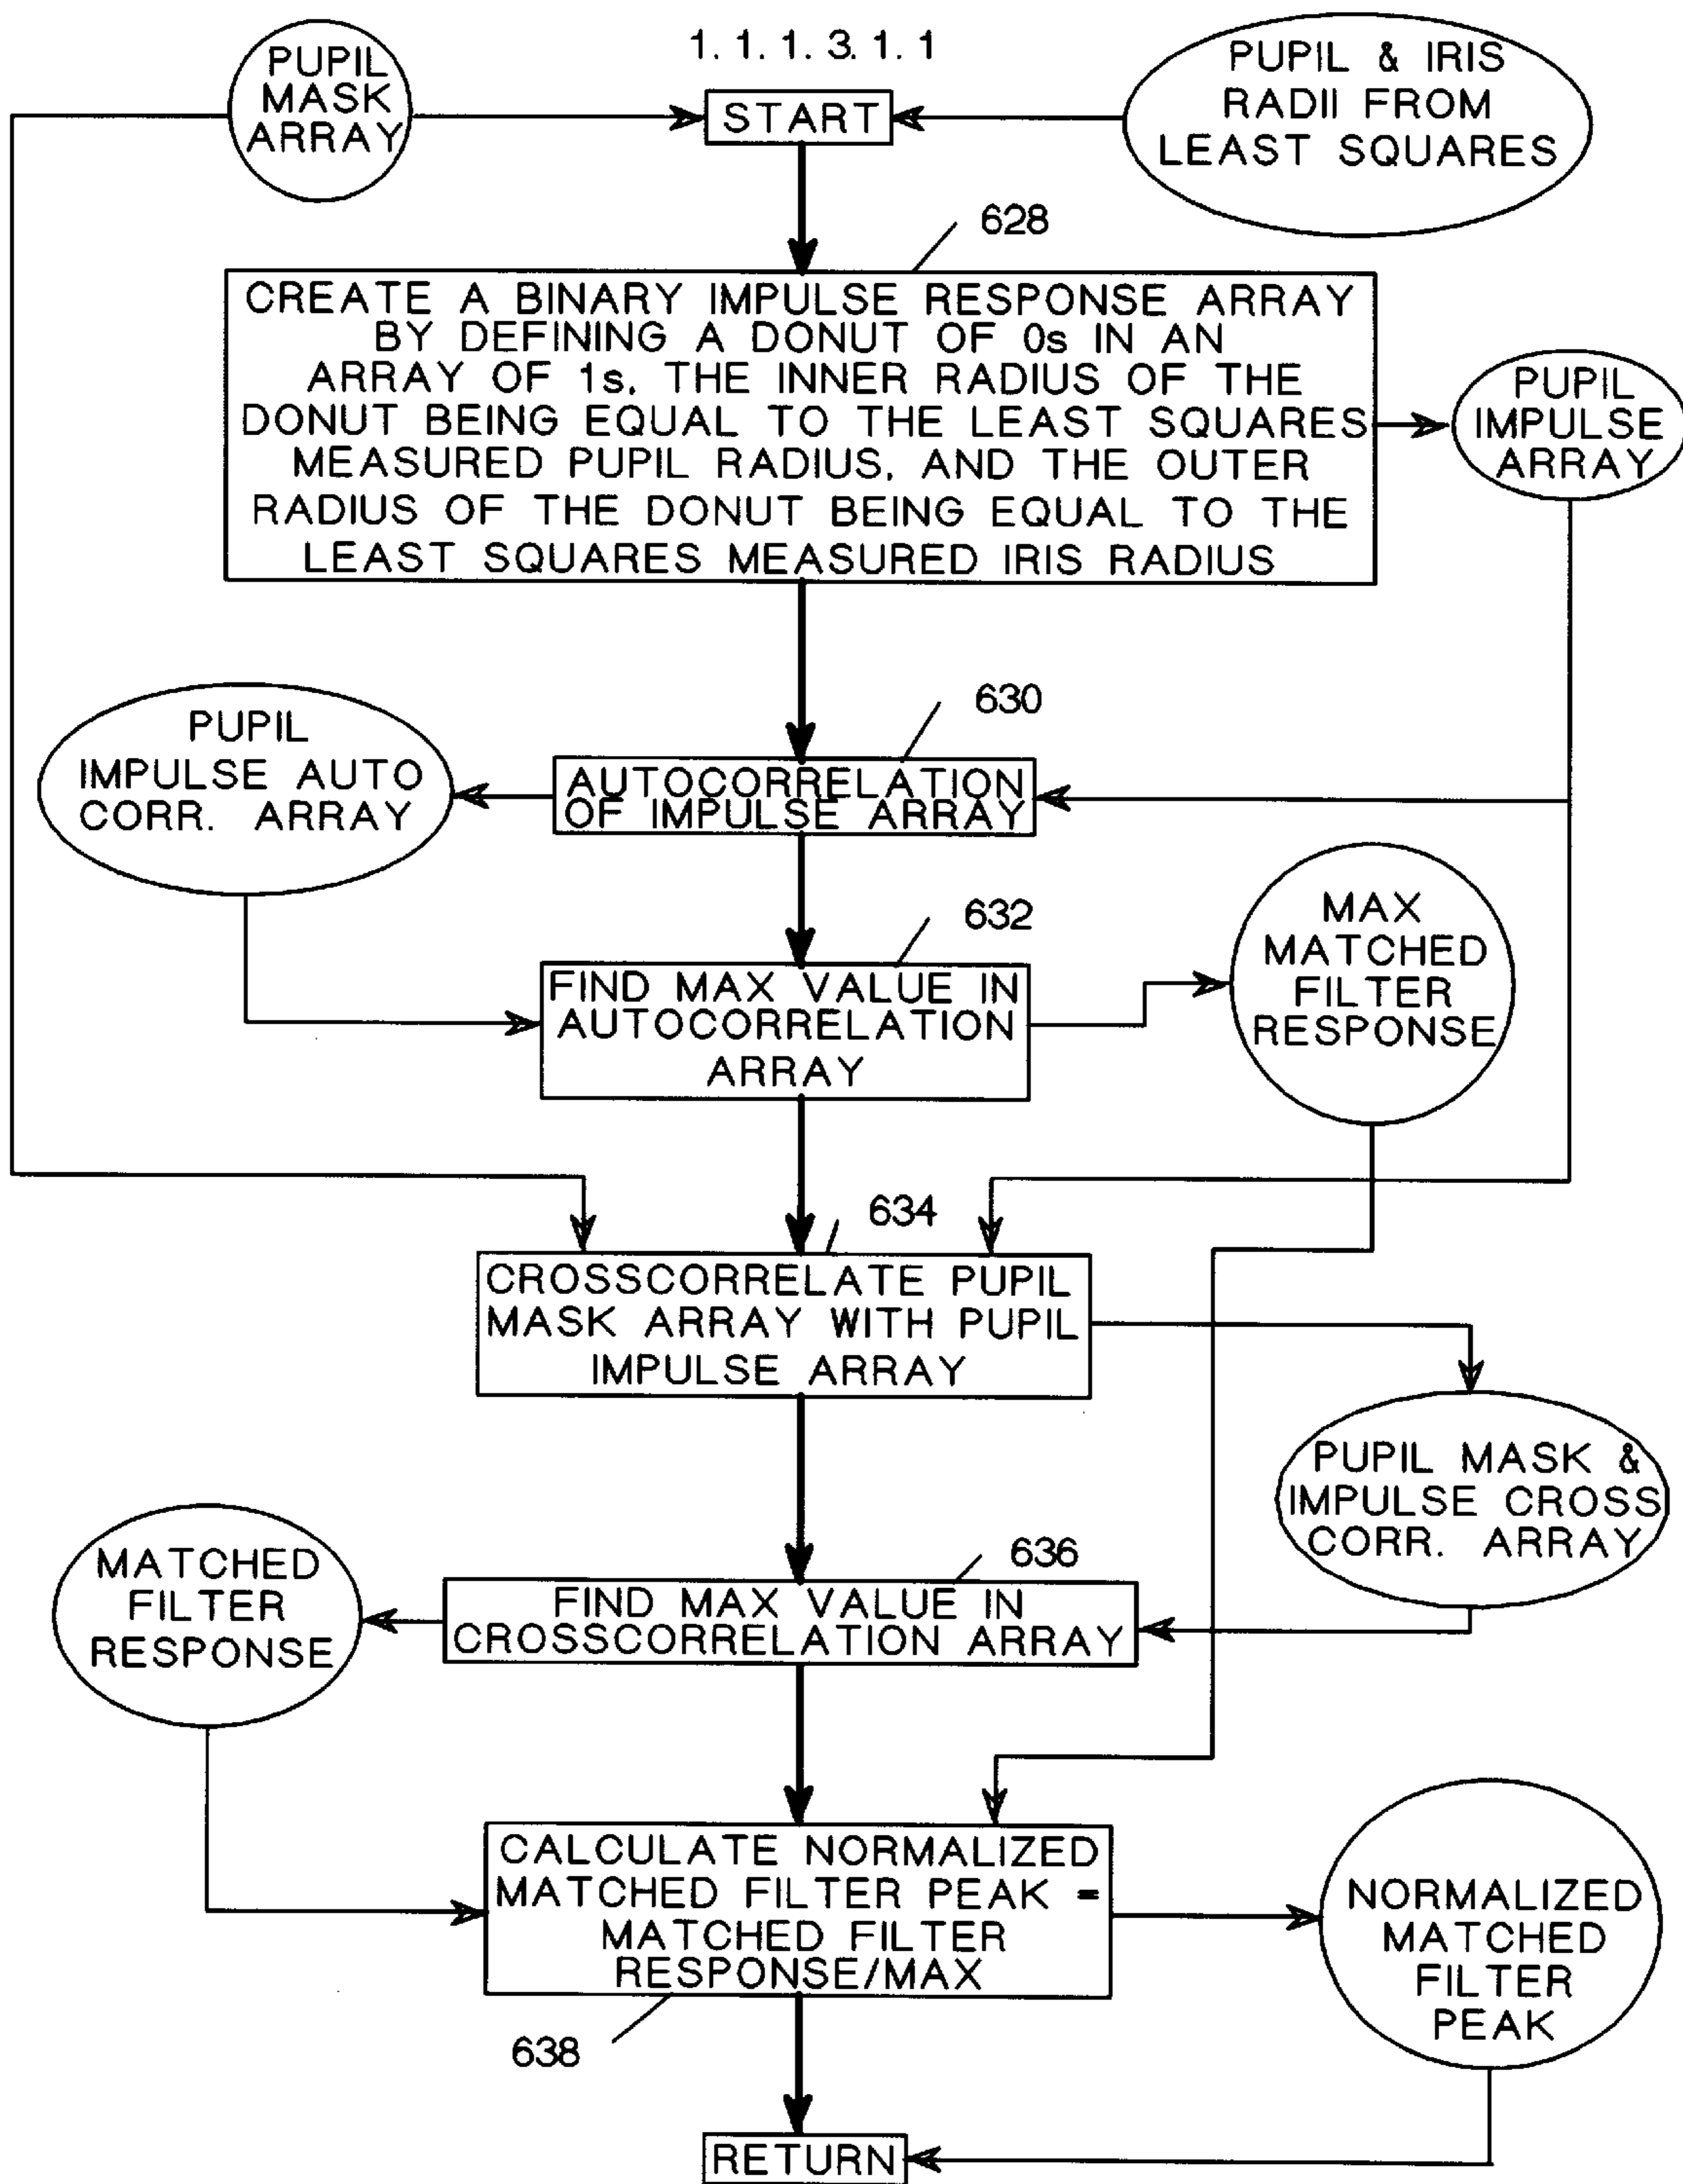 PUPIL
MASK
ARRAY
1. 1. 1. 3. 1. 1
START
PUPIL & IRIS
RADII FROM
LEAST SQUARES
628
CREATE A BINARY IMPULSE RESPONSE ARRAY
BY DEFINING A DONUT OF 0s IN AN
ARRAY OF 1s, THE INNER RADIUS OF THE
DONUT BEING EQUAL TO THE LEAST SQUARES
MEASURED PUPIL RADIUS, AND THE OUTER
RADIUS OF THE DONUT BEING EQUAL TO THE
LEAST SQUARES MEASURED IRIS RADIUS
PUPIL
IMPULSE
ARRAY
630
PUPIL
IMPULSE AUTO
CORR. ARRAY
AUTOCORRELATION
OF IMPULSE ARRAY
632
FIND MAX VALUE IN
AUTOCORRELATION
ARRAY
MAX
MATCHED
FILTER
RESPONSE
634
CROSSCORRELATE PUPIL
MASK ARRAY WITH PUPIL
IMPULSE ARRAY
PUPIL MASK &
IMPULSE CROSS
CORR. ARRAY
636
MATCHED
FILTER
RESPONSE
FIND MAX VALUE IN
CROSSCORRELATION ARRAY
CALCULATE NORMALIZED
MATCHED FILTER PEAK =
MATCHED FILTER
RESPONSE/MAX
NORMALIZED
MATCHED
FILTER
PEAK
638
RETURN